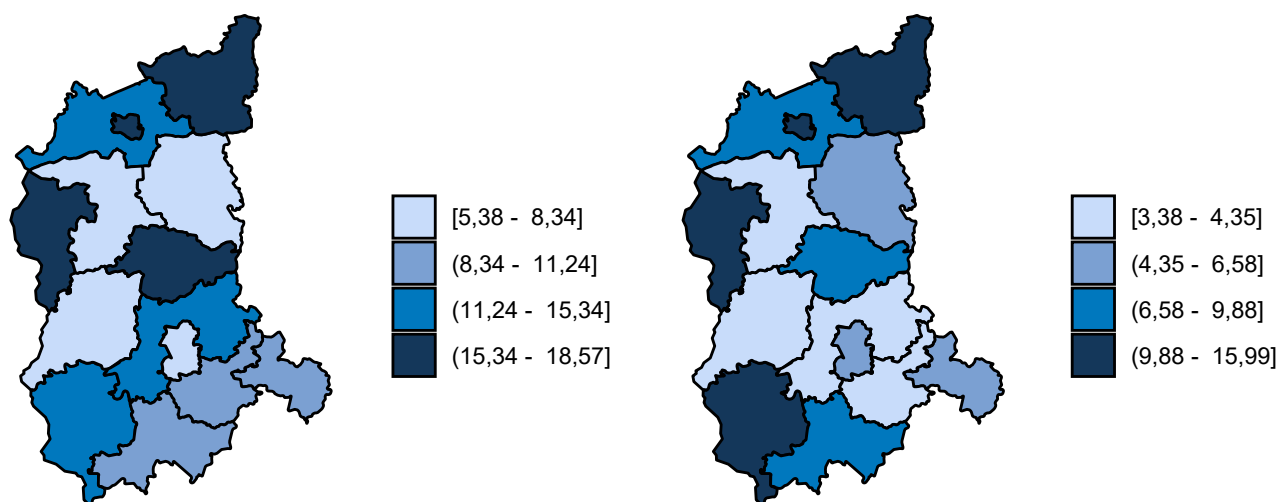 [5,38 - 8,34]
(8,34 - 11,24]
(11,24 - 15,34]
(15,34 - 18,57]
[3,38 - 4,35]
(4,35 - 6,58]
(6,58 - 9,88]
(9,88 - 15,99]